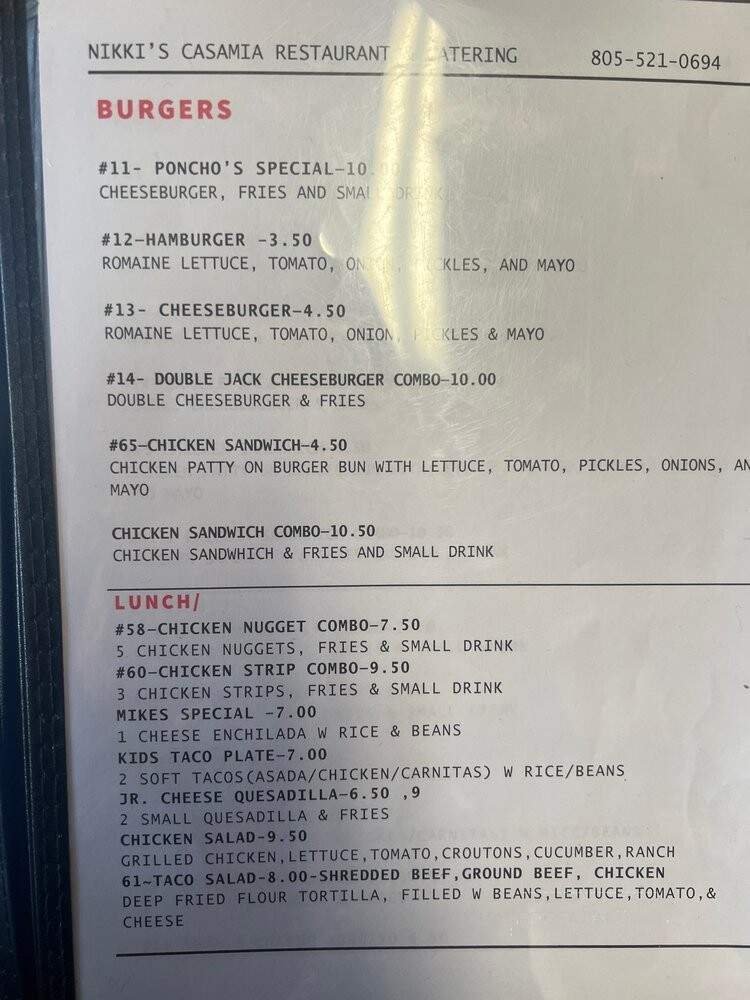 NIKKI'S CASAMIA RESTAURANT CATERING 805-521-0694
BURGERS
#11- PONCHO'S SPECIAL-10.00
CHEESEBURGER, FRIES AND SMALL DRINK
#12-HAMBURGER -3.50
ROMAINE LETTUCE, TOMATO, ONION, PICKLES, AND MAYO
#13- CHEESEBURGER-4.50
ROMAINE LETTUCE, TOMATO, ONION, PICKLES & MAYO
#14- DOUBLE JACK CHEESEBURGER COMBO-10.00
DOUBLE CHEESEBURGER & FRIES
#65-CHICKEN SANDWICH-4.50
CHICKEN PATTY ON BURGER BUN WITH LETTUCE, TOMATO, PICKLES, ONIONS, AN
MAYO
CHICKEN SANDWICH COMBO-10.50
CHICKEN SANDWHICH & FRIES AND SMALL DRINK
LUNCH/
#58-CHICKEN NUGGET COMBO-7.50
5 CHICKEN NUGGETS, FRIES & SMALL DRINK
#60-CHICKEN STRIP COMBO-9.50
3 CHICKEN STRIPS, FRIES & SMALL DRINK
MIKES SPECIAL -7.00
1 CHEESE ENCHILADA W RICE & BEANS
KIDS TACO PLATE-7.00
2 SOFT TACOS(ASADA/CHICKEN/CARNITAS) W RICE/BEANS
JR. CHEESE QUESADILLA-6.50 ,9
2 SMALL QUESADILLA & FRIES
CHICKEN SALAD-9.50
GRILLED CHICKEN,LETTUCE,TOMATO,CROUTONS,CUCUMBER,RANCH
61~TACO SALAD-8.00-SHREDDED BEEF,GROUND BEEF, CHICKEN
DEEP FRIED FLOUR TORTILLA, FILLED W BEANS,LETTUCE,TOMATO,&
CHEESE